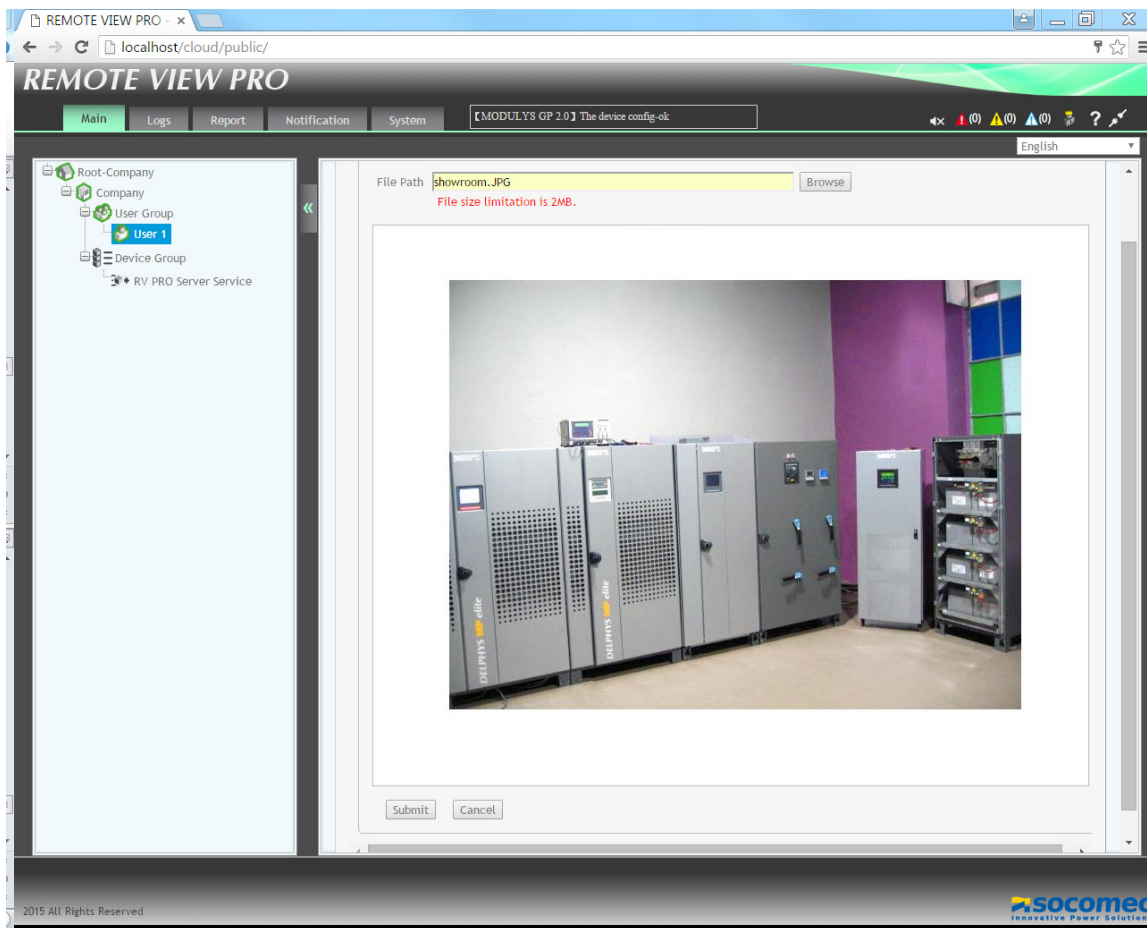 REMOTE VIEW PRO -
localhost/cloud/public/
REMOTE VIEW PRO
Main
Logs
Report
Notification
System
【MODULYS GP 2.0】 The device config-ok
(0)
(0)
(0)
?
English
Root-Company
Company
User Group
User 1
Device Group
RV PRO Server Service
File Path
showroom.JPG
Browse
File size limitation is 2MB.
DELPHYS MP elite
DELPHYS MP elite
Submit
Cancel
2015 All Rights Reserved
socomec
Innovative Power Solution